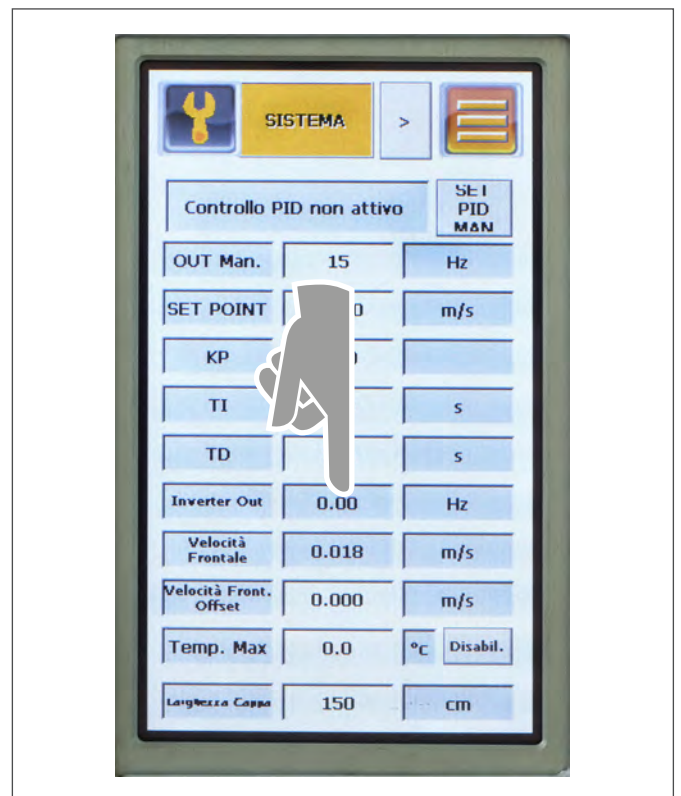 SISTEMA >
Controllo PID non attivo
SET
PID
MAN
OUT Man. 15 Hz
SET POINT m/s
KP
TI s
TD s
Inverter Out 0.00 Hz
Velocità
Frontale 0.018 m/s
Velocità Front.
Offset 0.000 m/s
Temp. Max 0.0 °C Disabil.
Larghezza Cappa 150 cm